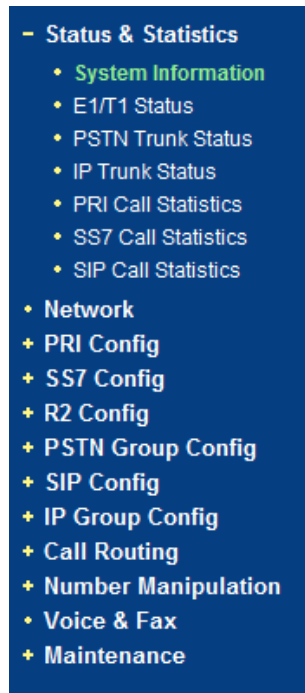 Status & Statistics
System Information
E1/T1 Status
PSTN Trunk Status
IP Trunk Status
PRI Call Statistics
SS7 Call Statistics
SIP Call Statistics
Network
PRI Config
SS7 Config
R2 Config
PSTN Group Config
SIP Config
IP Group Config
Call Routing
Number Manipulation
Voice & Fax
Maintenance